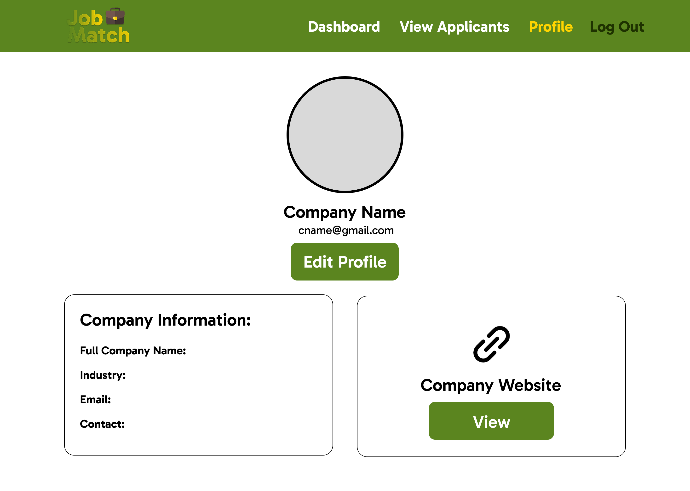 Job
Match
Dashboard View Applicants Profile Log Out
Company Name
cname@gmail.com
Edit Profile
Company Information:
Full Company Name:
Industry:
Email:
Contact:
Company Website
View